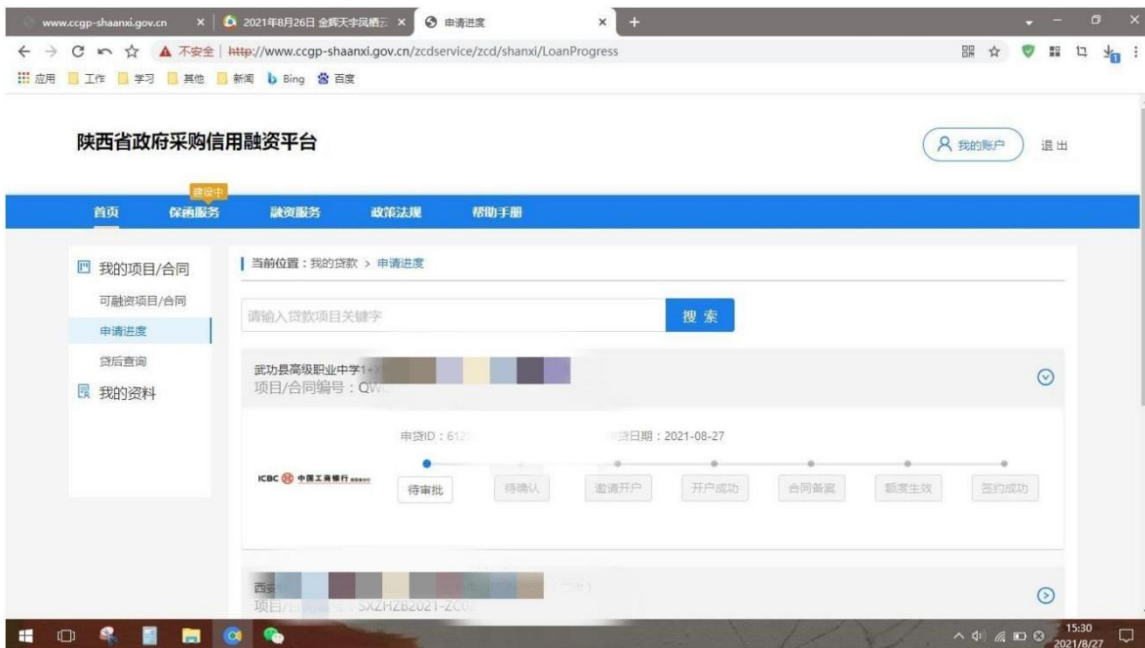 www.ccgp-shaanxi.gov.cn
2021年8月26日 金辉天字凤栖云
申请进度
不安全 | http://www.ccgp-shaanxi.gov.cn/zcdservice/zcd/shanxi/LoanProgress
应用 工作 学习 其他 新闻 Bing 百度
陕西省政府采购信用融资平台
我的账户 退出
建设中
首页 保函服务 融资服务 政策法规 帮助手册
我的项目/合同
可融资项目/合同
申请进度
贷后查询
我的资料
当前位置：我的贷款 > 申请进度
请输入贷款项目关键字
搜 索
武功县高级职业中学1+X
项目/合同编号：QW
申贷ID：612
贷日期：2021-08-27
ICBC 中国工商银行
待审批 待确认 邀请开户 开户成功 合同备案 额度生效 签约成功
西安
项目/ 号：SXZHZB2021-ZC0
15:30
2021/8/27